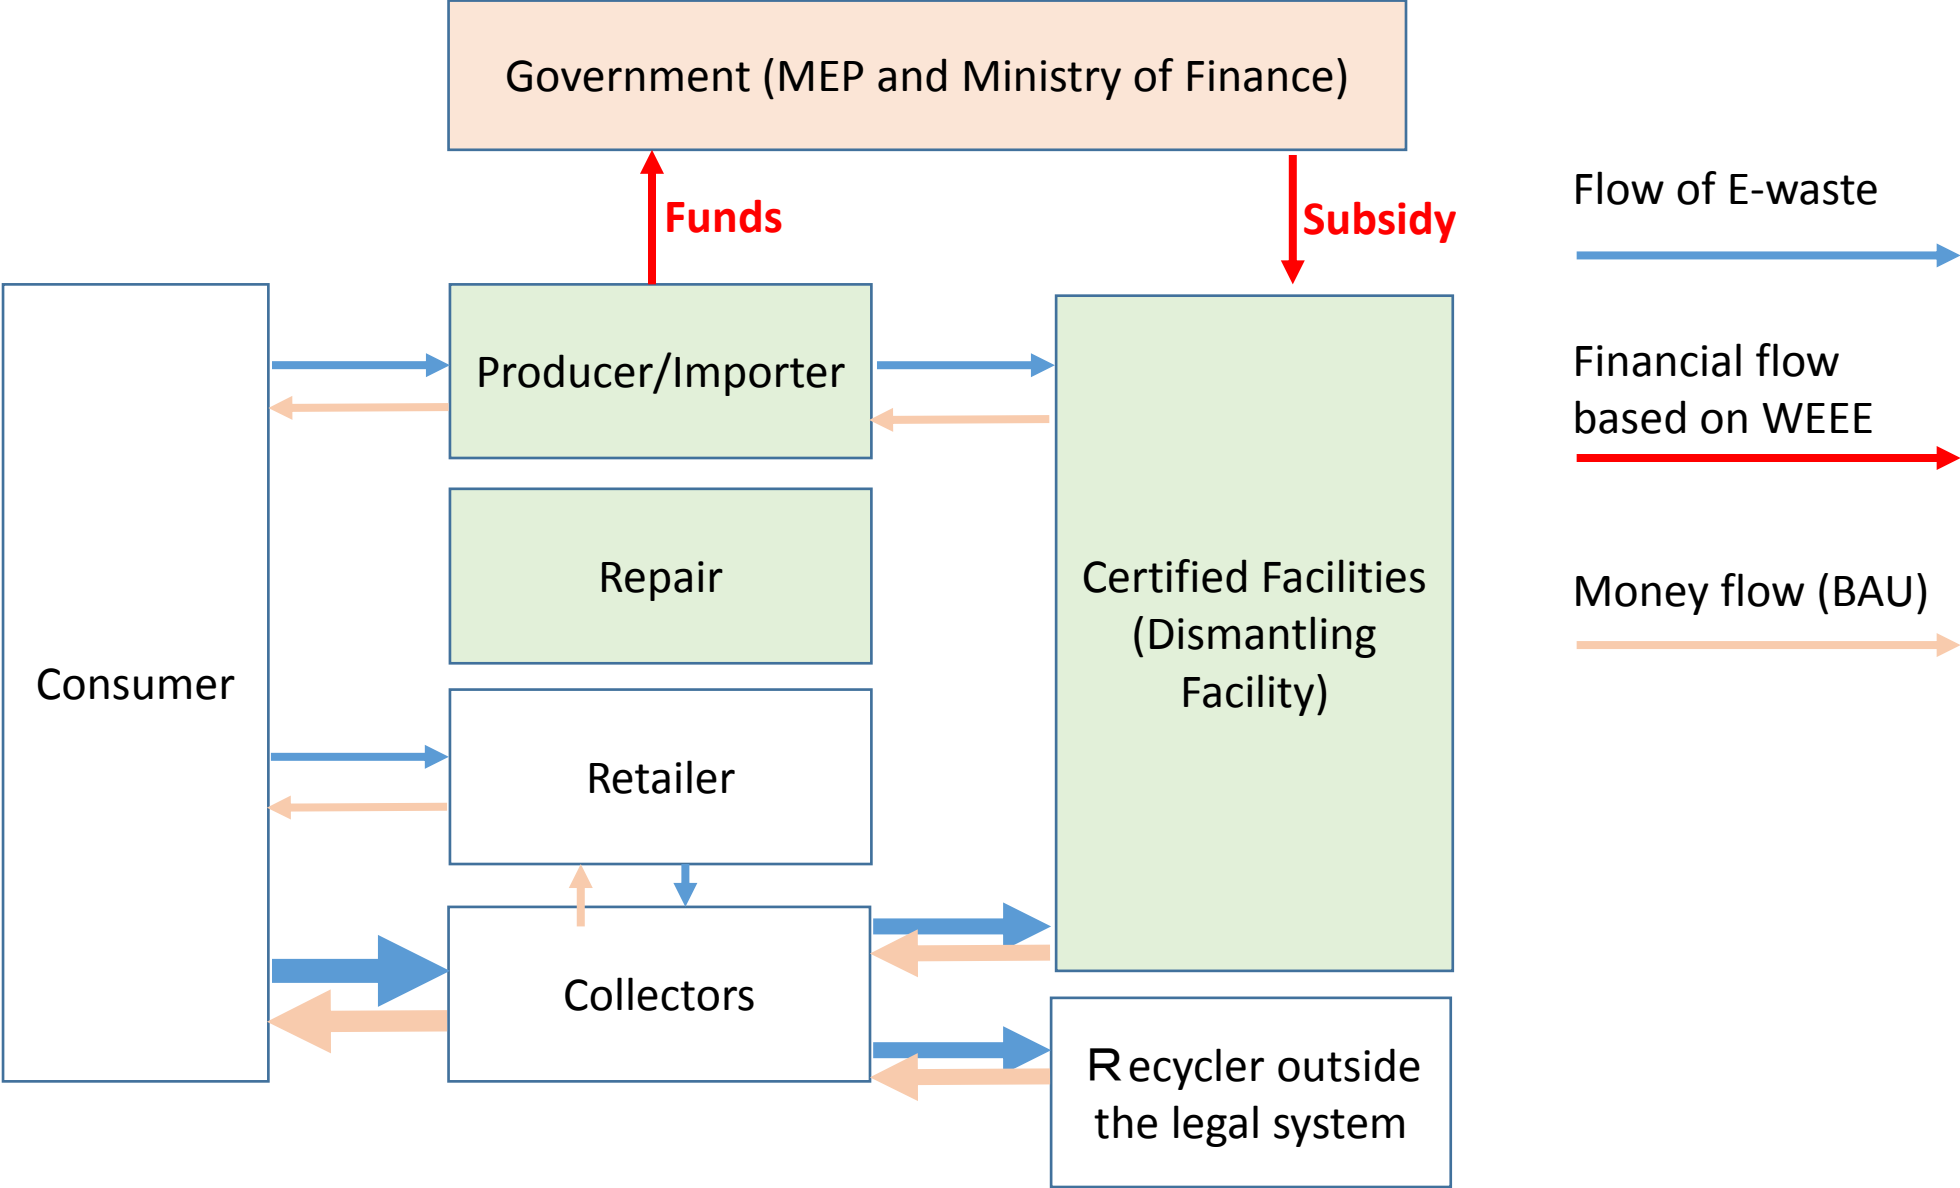 Government (MEP and Ministry of Finance)
Funds
Subsidy
Flow of E-waste
Financial flow
based on WEEE
Money flow (BAU)
Consumer
Producer/Importer
Repair
Retailer
Collectors
Certified Facilities
(Dismantling
Facility)
Recycler outside
the legal system